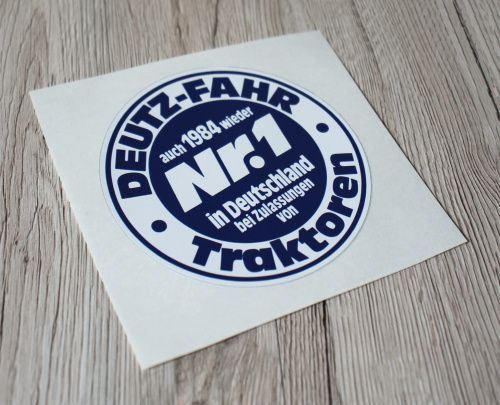 DEUTZ-FAHR
auch 1984 wieder
Nr.1
in Deutschland
bei Zulassungen
von
Traktoren